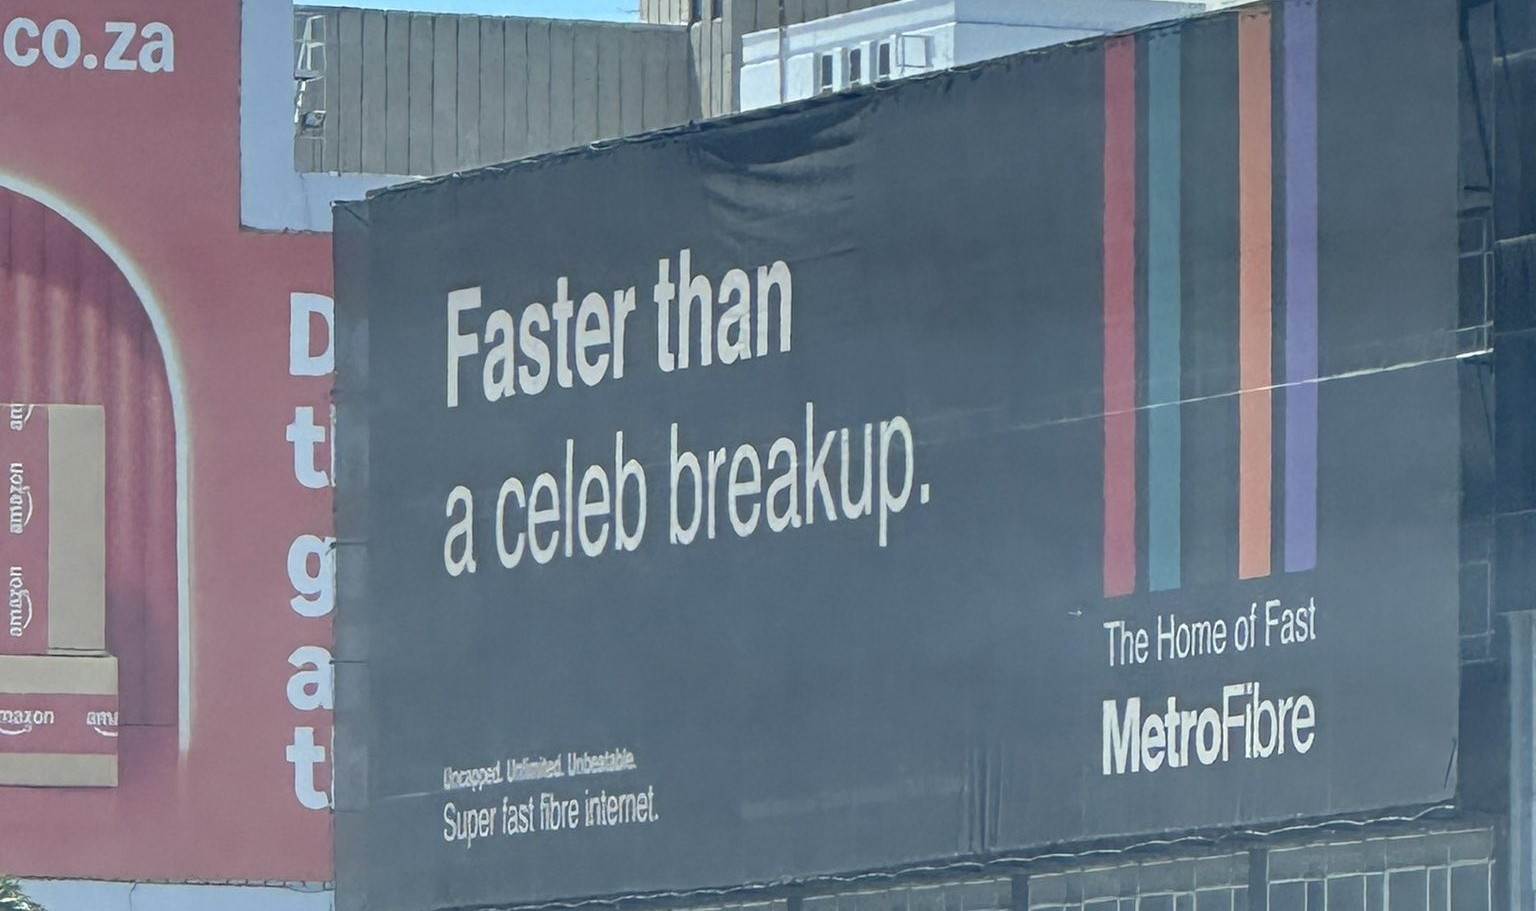 co.za
D
t
g
a
t
amazon
amazon
mazon
Faster than
a celeb breakup.
Uncapped. Unlimited. Unbeatable.
Super fast fibre internet.
The Home of Fast
MetroFibre